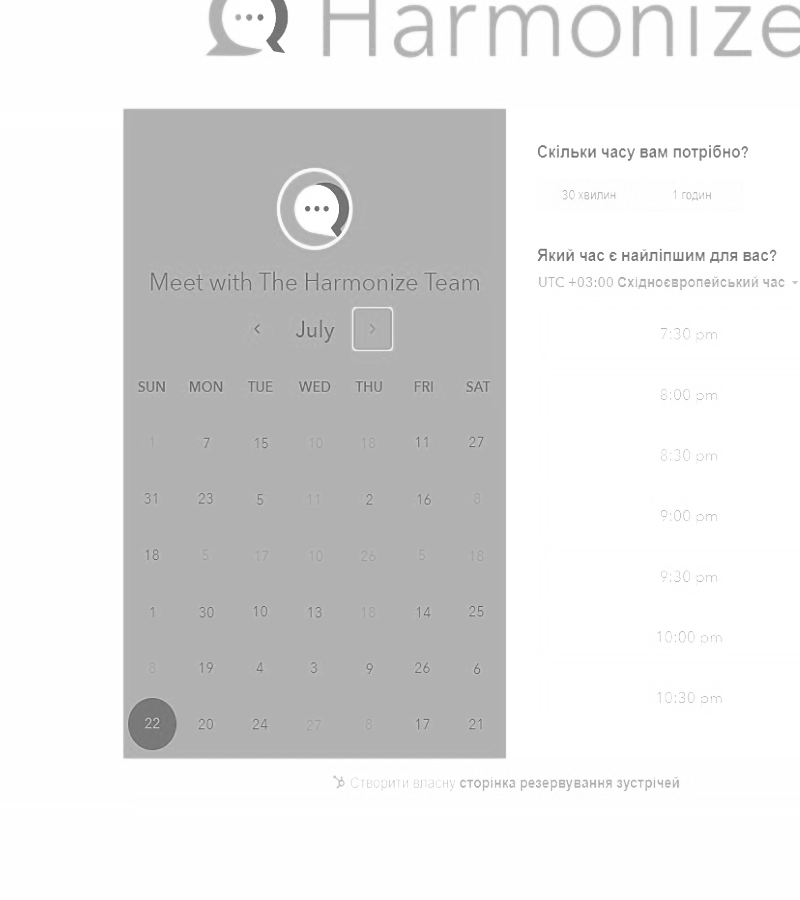 Harmonize
Meet with The Harmonize Team
July
SUN MON TUE WED THU FRI SAT
1 7 15 10 18 11 27
31 23 5 11 2 16 8
18 5 17 10 26 5 18
1 30 10 13 18 14 25
8 19 4 3 9 26 6
22 20 24 27 8 17 21
Скільки часу вам потрібно?
30 хвилин 1 годин
Який час є найліпшим для вас?
UTC +03:00 Східноєвропейський час
7:30 pm
8:00 pm
8:30 pm
9:00 pm
9:30 pm
10:00 pm
10:30 pm
Створити власну сторінка резервування зустрічей